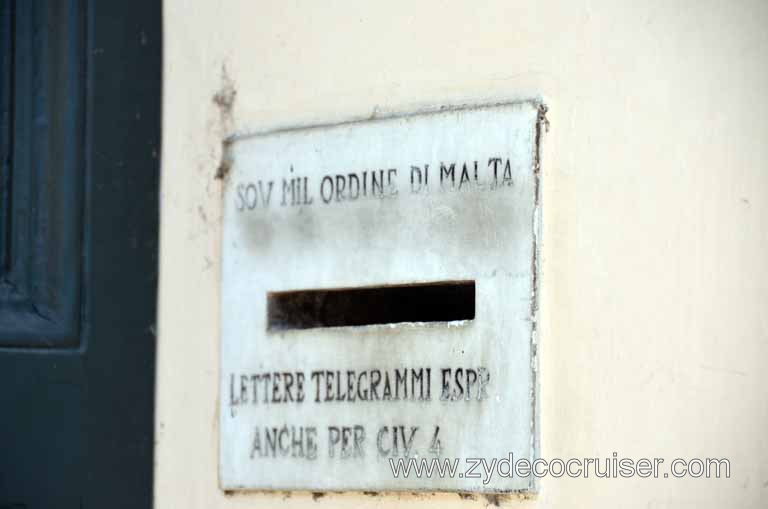 SOV MIL ORDINE DI MALTA
LETTERE TELEGRAMMI ESPR
ANCHE PER CIV. 4
www.zydecocruiser.com